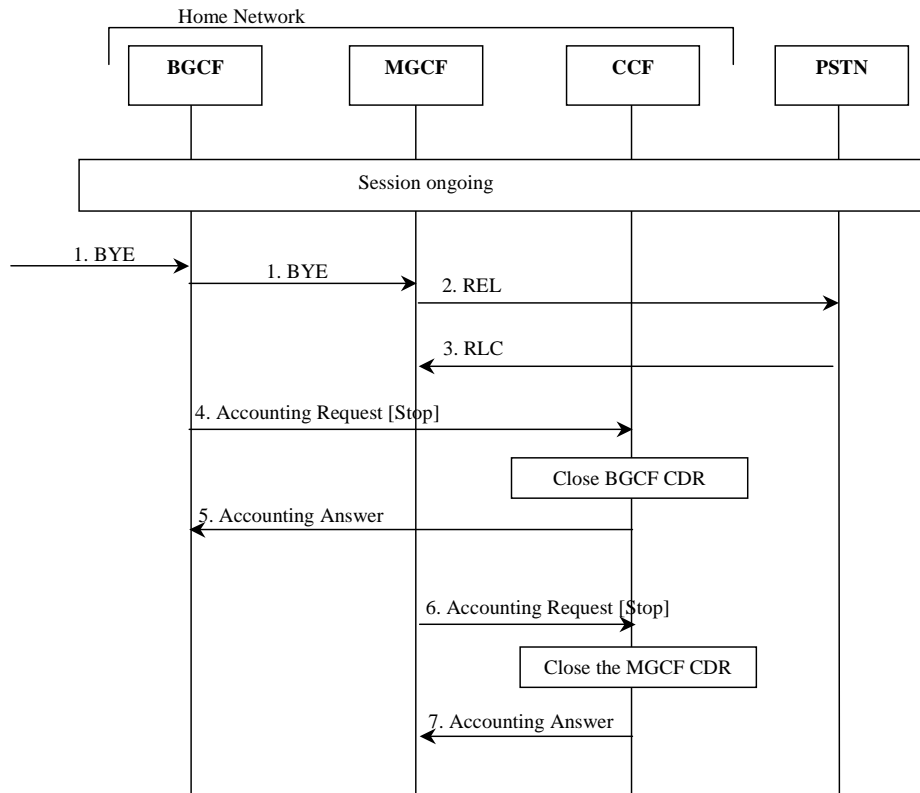 Home Network
BGCF
MGCF
CCF
PSTN
Session ongoing
1. BYE
1. BYE
2. REL
3. RLC
4. Accounting Request [Stop]
Close BGCF CDR
5. Accounting Answer
6. Accounting Request [Stop]
Close the MGCF CDR
7. Accounting Answer